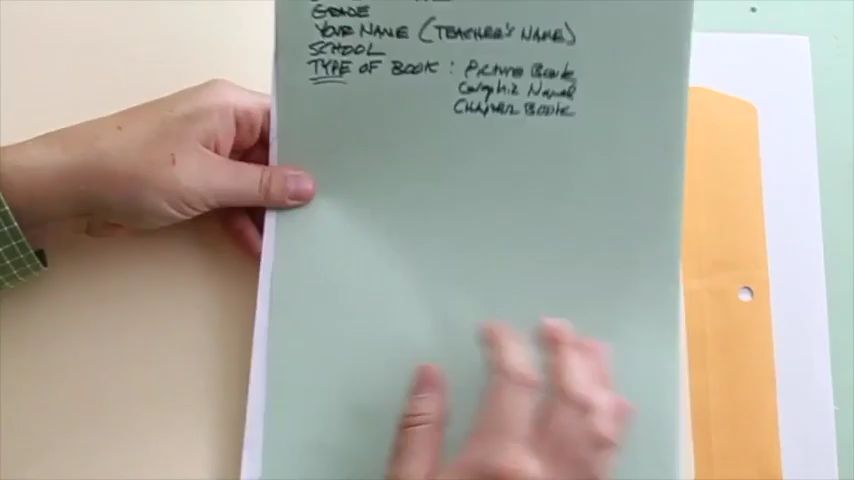 GRADE
YOUR NAME (TEACHER'S NAME)
SCHOOL
TYPE OF BOOK : PICTURE BOOK
Graphic Novel
CHAPTER BOOK